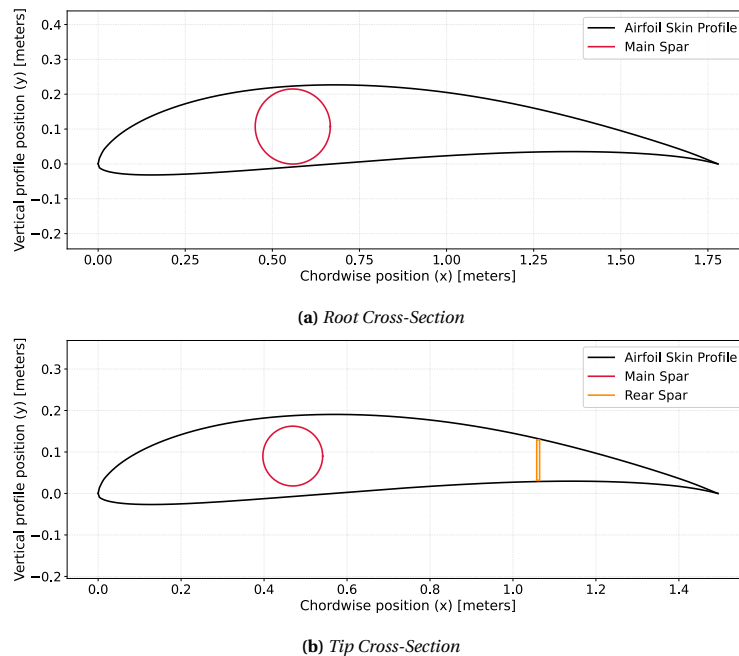 0.4
0.3
0.2
0.1
0.0
−0.1
−0.2
Vertical profile position (y) [meters]
Airfoil Skin Profile
Main Spar
0.00
0.25
0.50
0.75
1.00
1.25
1.50
1.75
Chordwise position (x) [meters]
(a) Root Cross-Section
0.3
0.2
0.1
0.0
−0.1
−0.2
Vertical profile position (y) [meters]
Airfoil Skin Profile
Main Spar
Rear Spar
0.0
0.2
0.4
0.6
0.8
1.0
1.2
1.4
Chordwise position (x) [meters]
(b) Tip Cross-Section